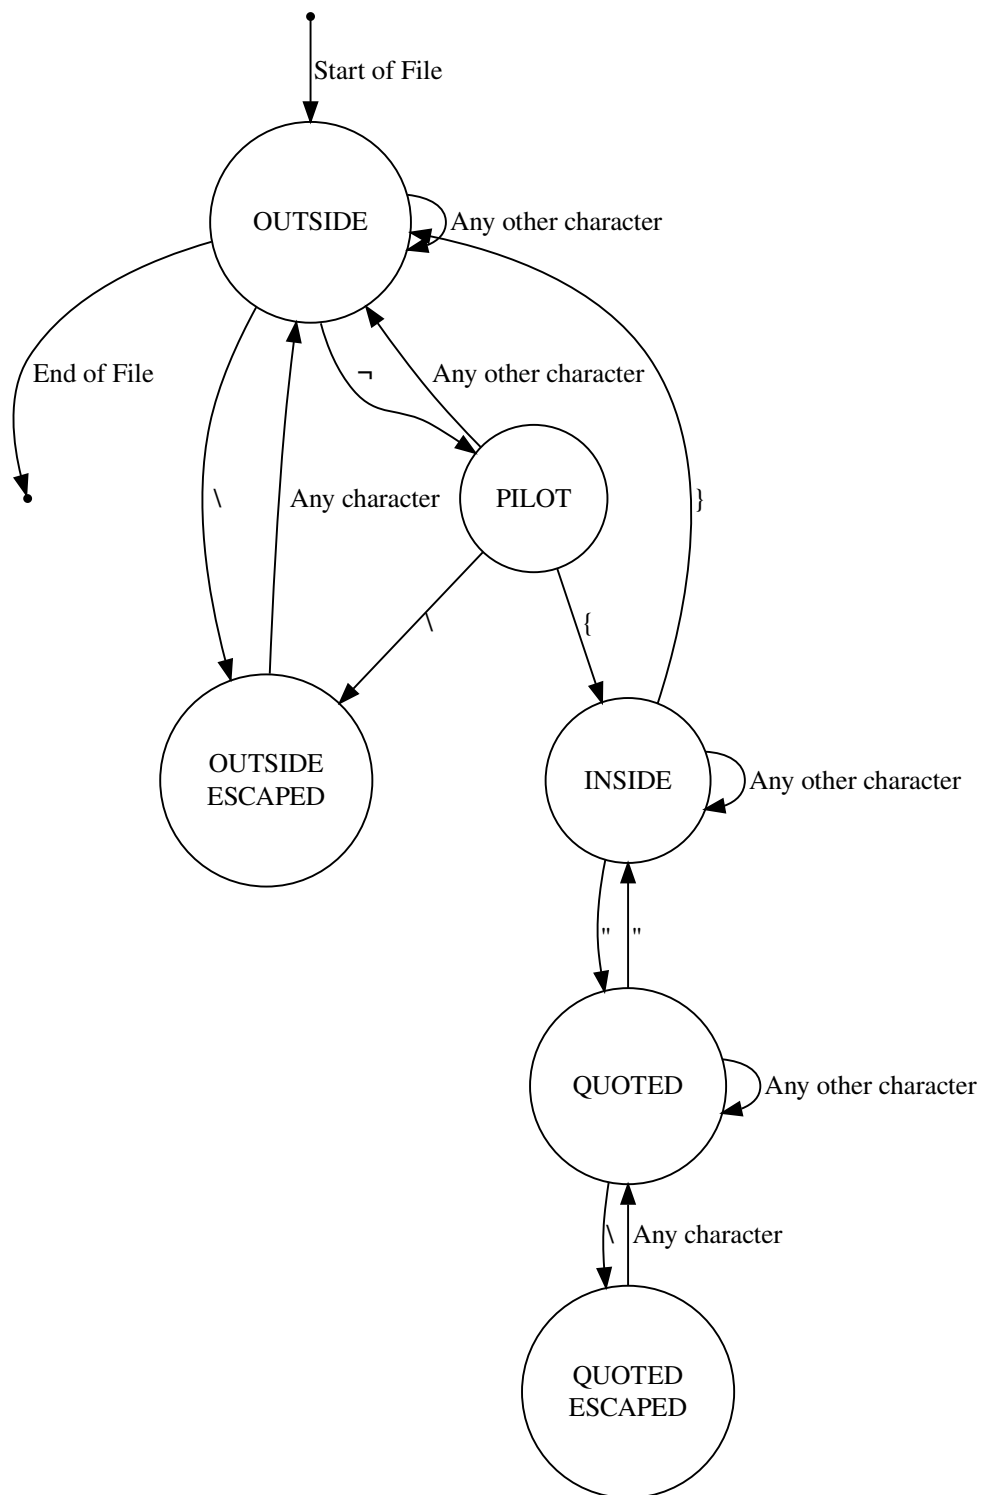 Start of File
OUTSIDE
Any other character
End of File
¬
Any other character
\
Any character
PILOT
}
\
{
OUTSIDE
ESCAPED
INSIDE
Any other character
"
"
QUOTED
Any other character
\
Any character
QUOTED
ESCAPED